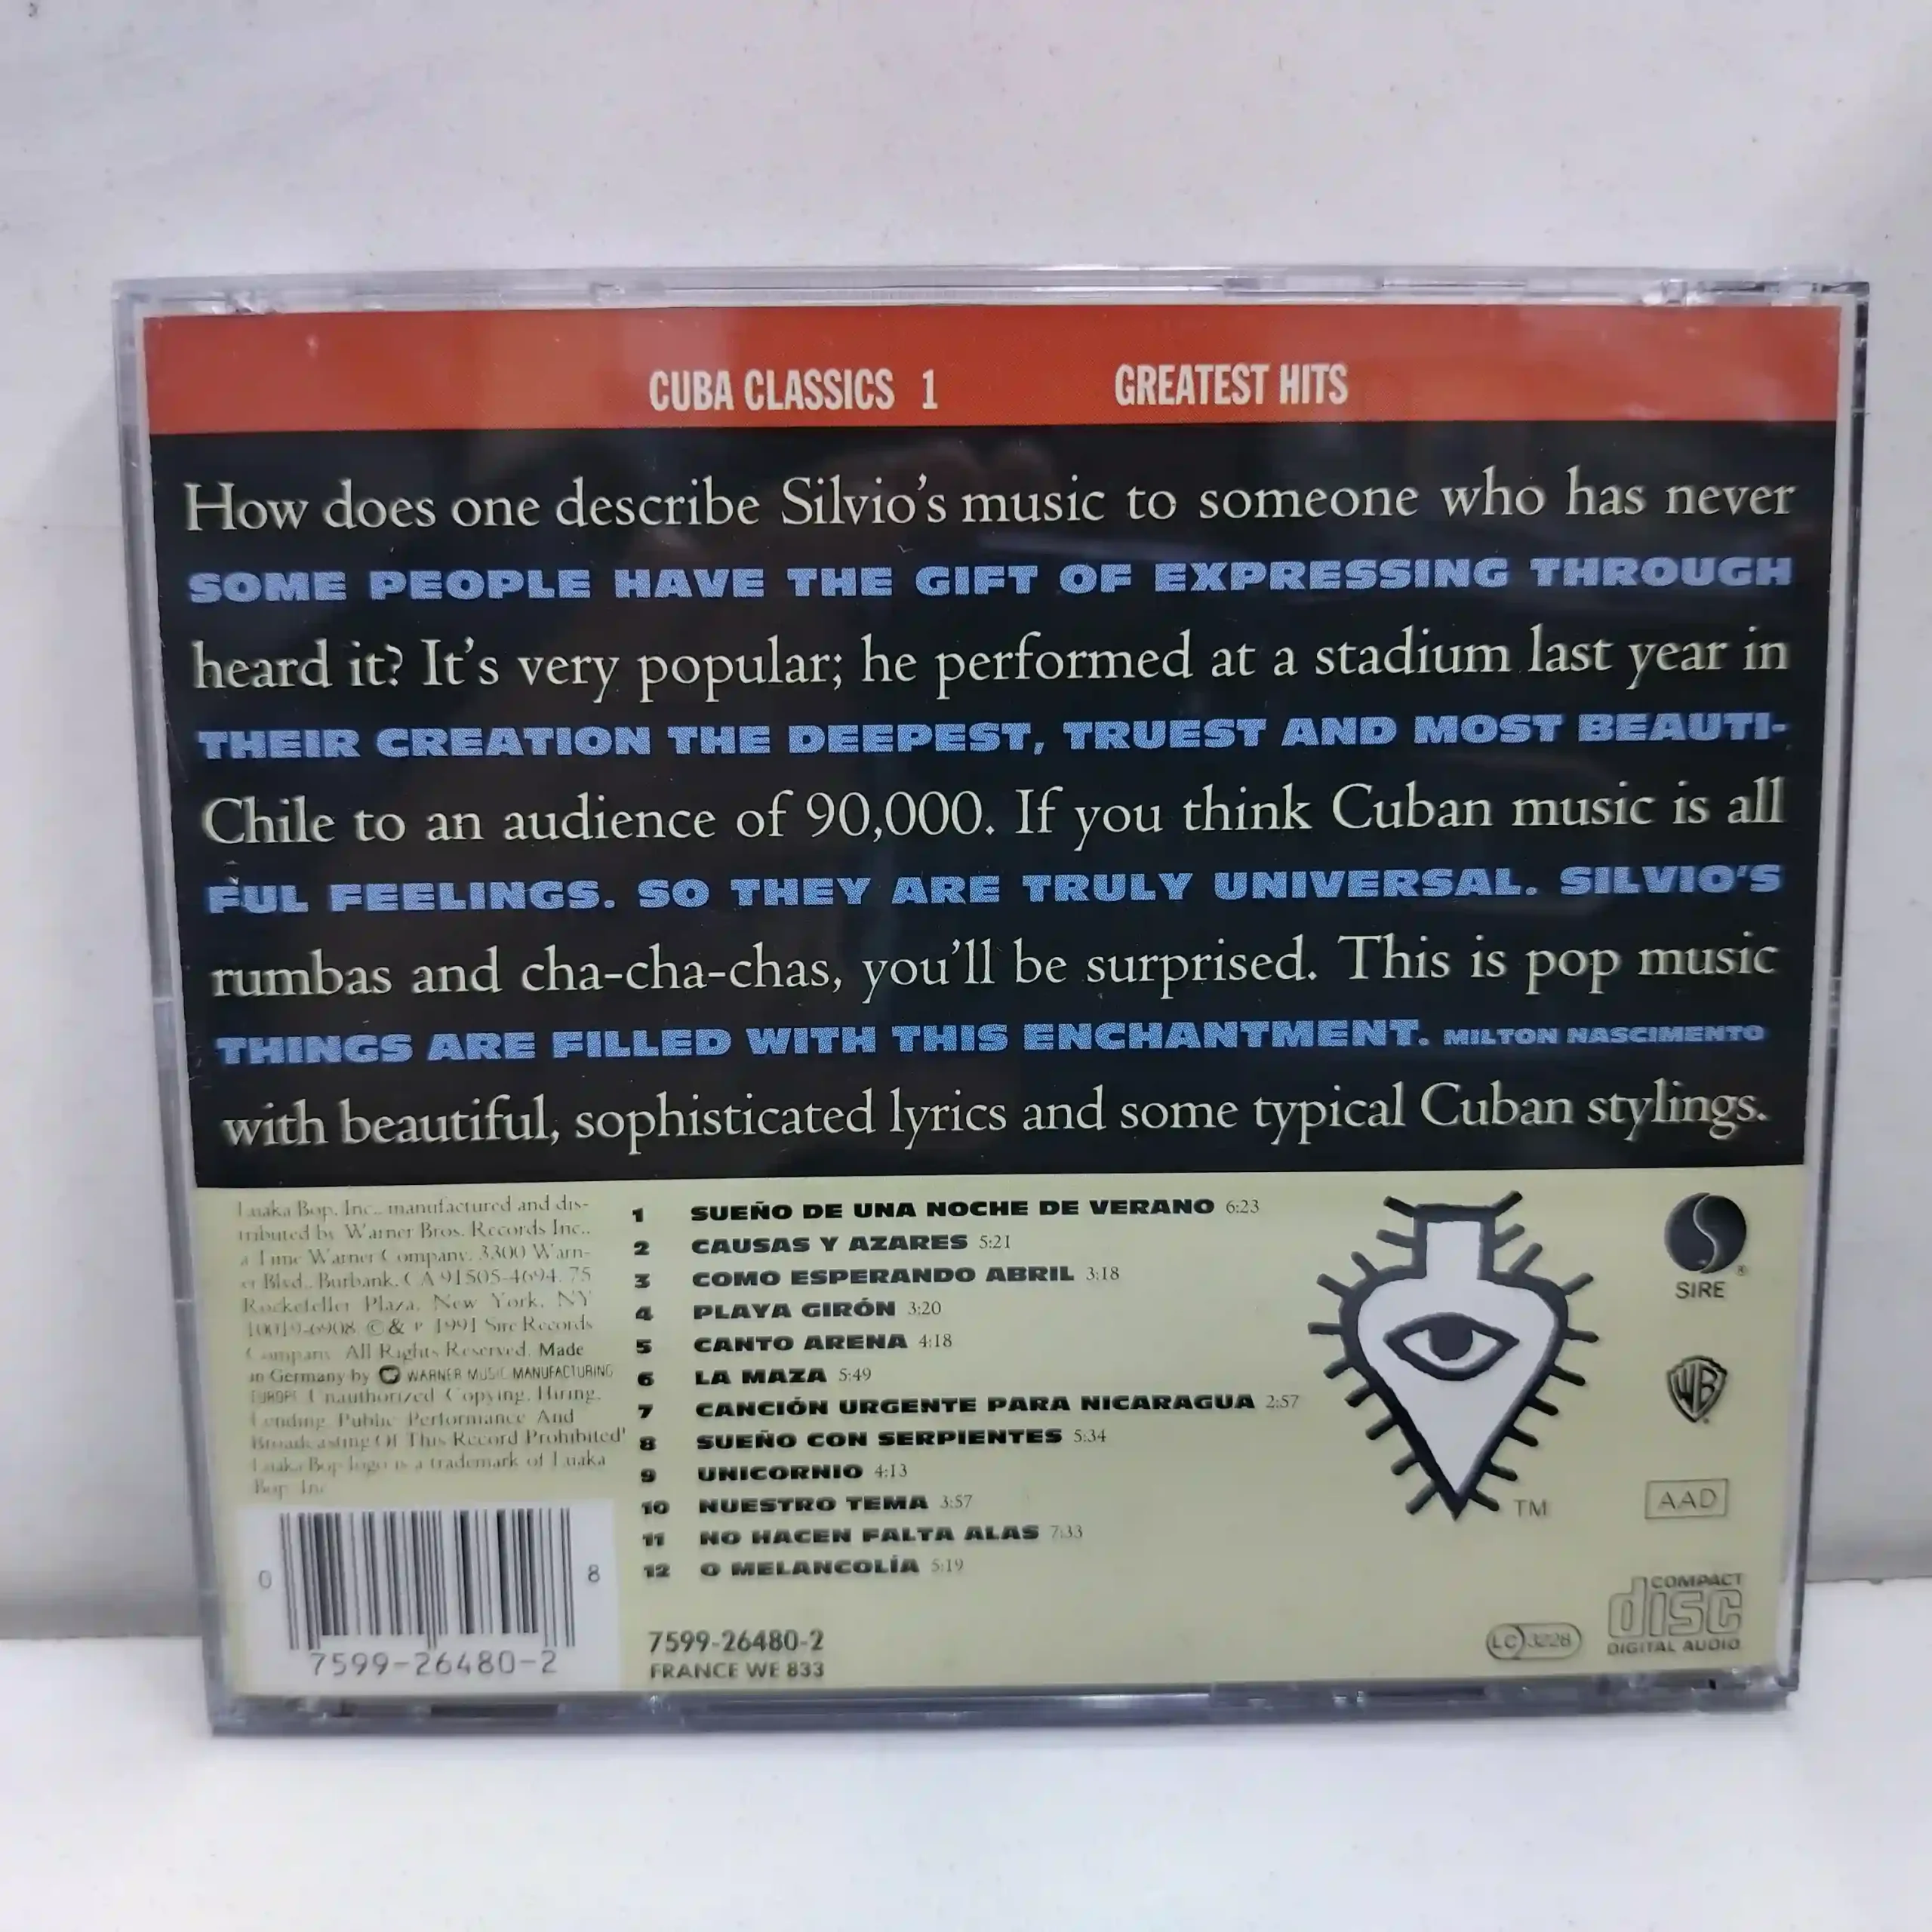 CUBA CLASSICS 1 GREATEST HITS
How does one describe Silvio's music to someone who has never
SOME PEOPLE HAVE THE GIFT OF EXPRESSING THROUGH
heard it? It's very popular; he performed at a stadium last year in
THEIR CREATION THE DEEPEST, TRUEST AND MOST BEAUTI-
Chile to an audience of 90,000. If you think Cuban music is all
FUL FEELINGS. SO THEY ARE TRULY UNIVERSAL. SILVIO'S
rumbas and cha-cha-chas, you'll be surprised. This is pop music
THINGS ARE FILLED WITH THIS ENCHANTMENT. MILTON NASCIMENTO
with beautiful, sophisticated lyrics and some typical Cuban stylings.
Luaka Bop, Inc., manufactured and dis-
tributed by Warner Bros. Records Inc.,
a Time Warner Company, 3300 Warn-
er Blvd., Burbank, CA 91505-4694. 75
Rockefeller Plaza, New York, NY
10019-6908. © & P 1991 Sire Records
Company. All Rights Reserved. Made
in Germany by WARNER MUSIC MANUFACTURING
EUROPE. Unauthorized Copying, Hiring,
Lending, Public Performance And
Broadcasting Of This Record Prohibited'
Luaka Bop logo is a trademark of Luaka
Bop, Inc
0 8
7599-26480-2
1 SUEÑO DE UNA NOCHE DE VERANO 6:23
2 CAUSAS Y AZARES 5:21
3 COMO ESPERANDO ABRIL 3:18
4 PLAYA GIRÓN 3:20
5 CANTO ARENA 4:18
6 LA MAZA 5:49
7 CANCIÓN URGENTE PARA NICARAGUA 2:57
8 SUEÑO CON SERPIENTES 5:34
9 UNICORNIO 4:13
10 NUESTRO TEMA 3:57
11 NO HACEN FALTA ALAS 7:33
12 O MELANCOLÍA 5:19
7599-26480-2
FRANCE WE 833
TM
SIRE ®
WB
AAD
LC 3228
COMPACT
disc
DIGITAL AUDIO